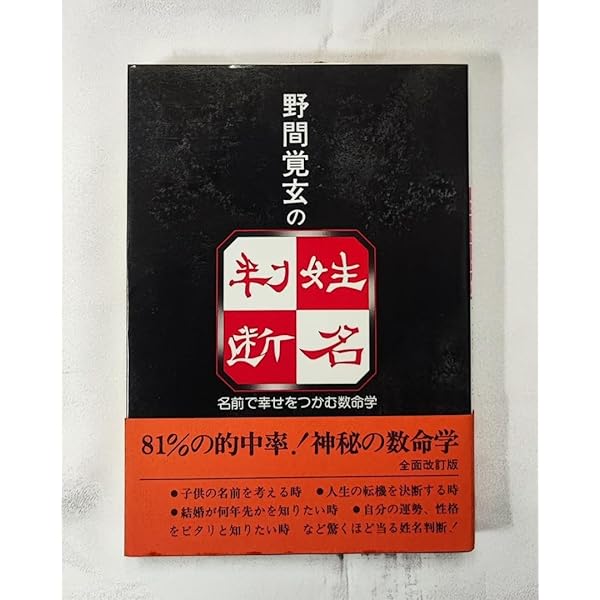 野間覚玄の
姓名
判断
名前で幸せをつかむ数命学
81%の的中率!神秘の数命学
全面改訂版
●子供の名前を考える時 ●人生の転機を決断する時
●結婚が何年先かを知りたい時 ●自分の運勢、性格
をピタリと知りたい時 など驚くほど当る姓名判断!